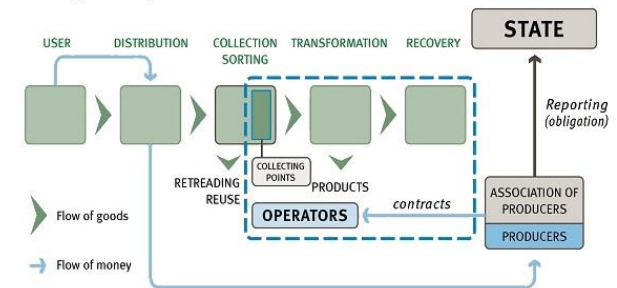 STATE
USER
DISTRIBUTION
COLLECTION
SORTING
TRANSFORMATION
RECOVERY
Reporting
(obligation)
COLLECTING
POINTS
RETREADING
REUSE
PRODUCTS
OPERATORS
contracts
ASSOCIATION OF
PRODUCERS
PRODUCERS
Flow of goods
Flow of money